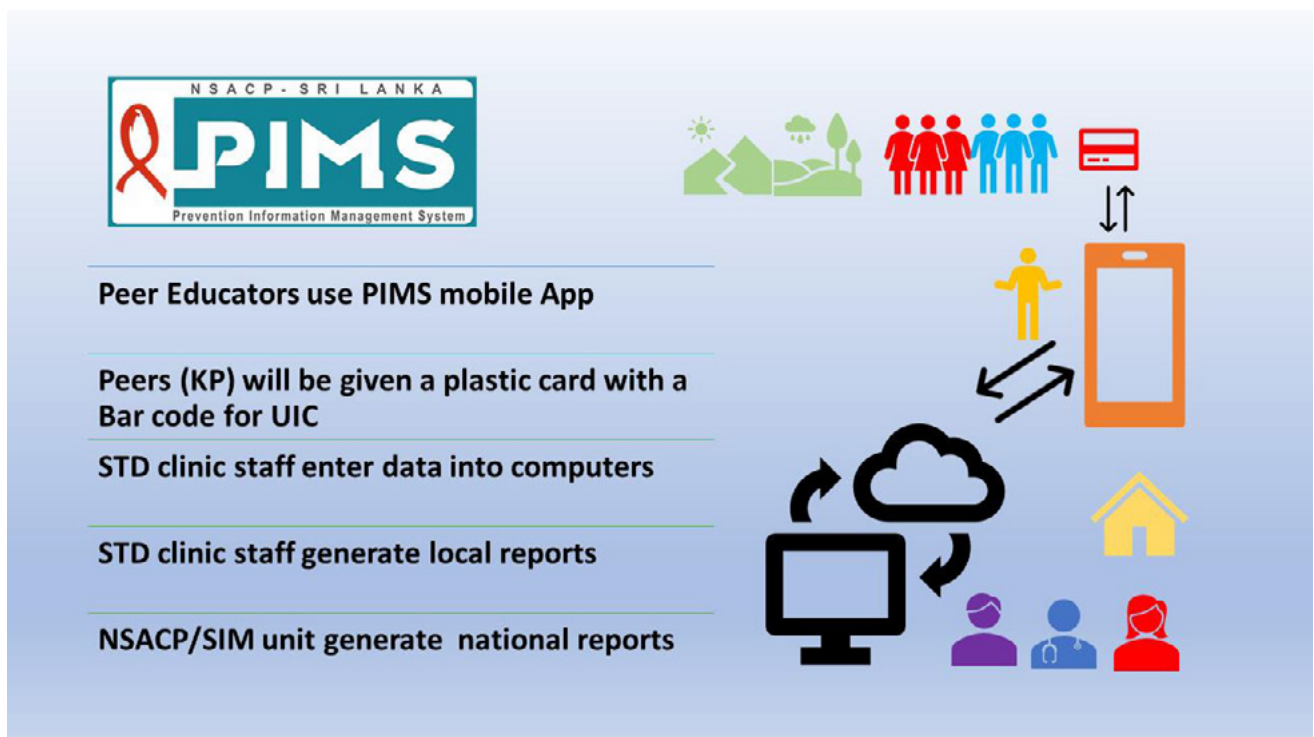 NSACP - SRI LANKA
PIMS
Prevention Information Management System
Peer Educators use PIMS mobile App
Peers (KP) will be given a plastic card with a
Bar code for UIC
STD clinic staff enter data into computers
STD clinic staff generate local reports
NSACP/SIM unit generate national reports